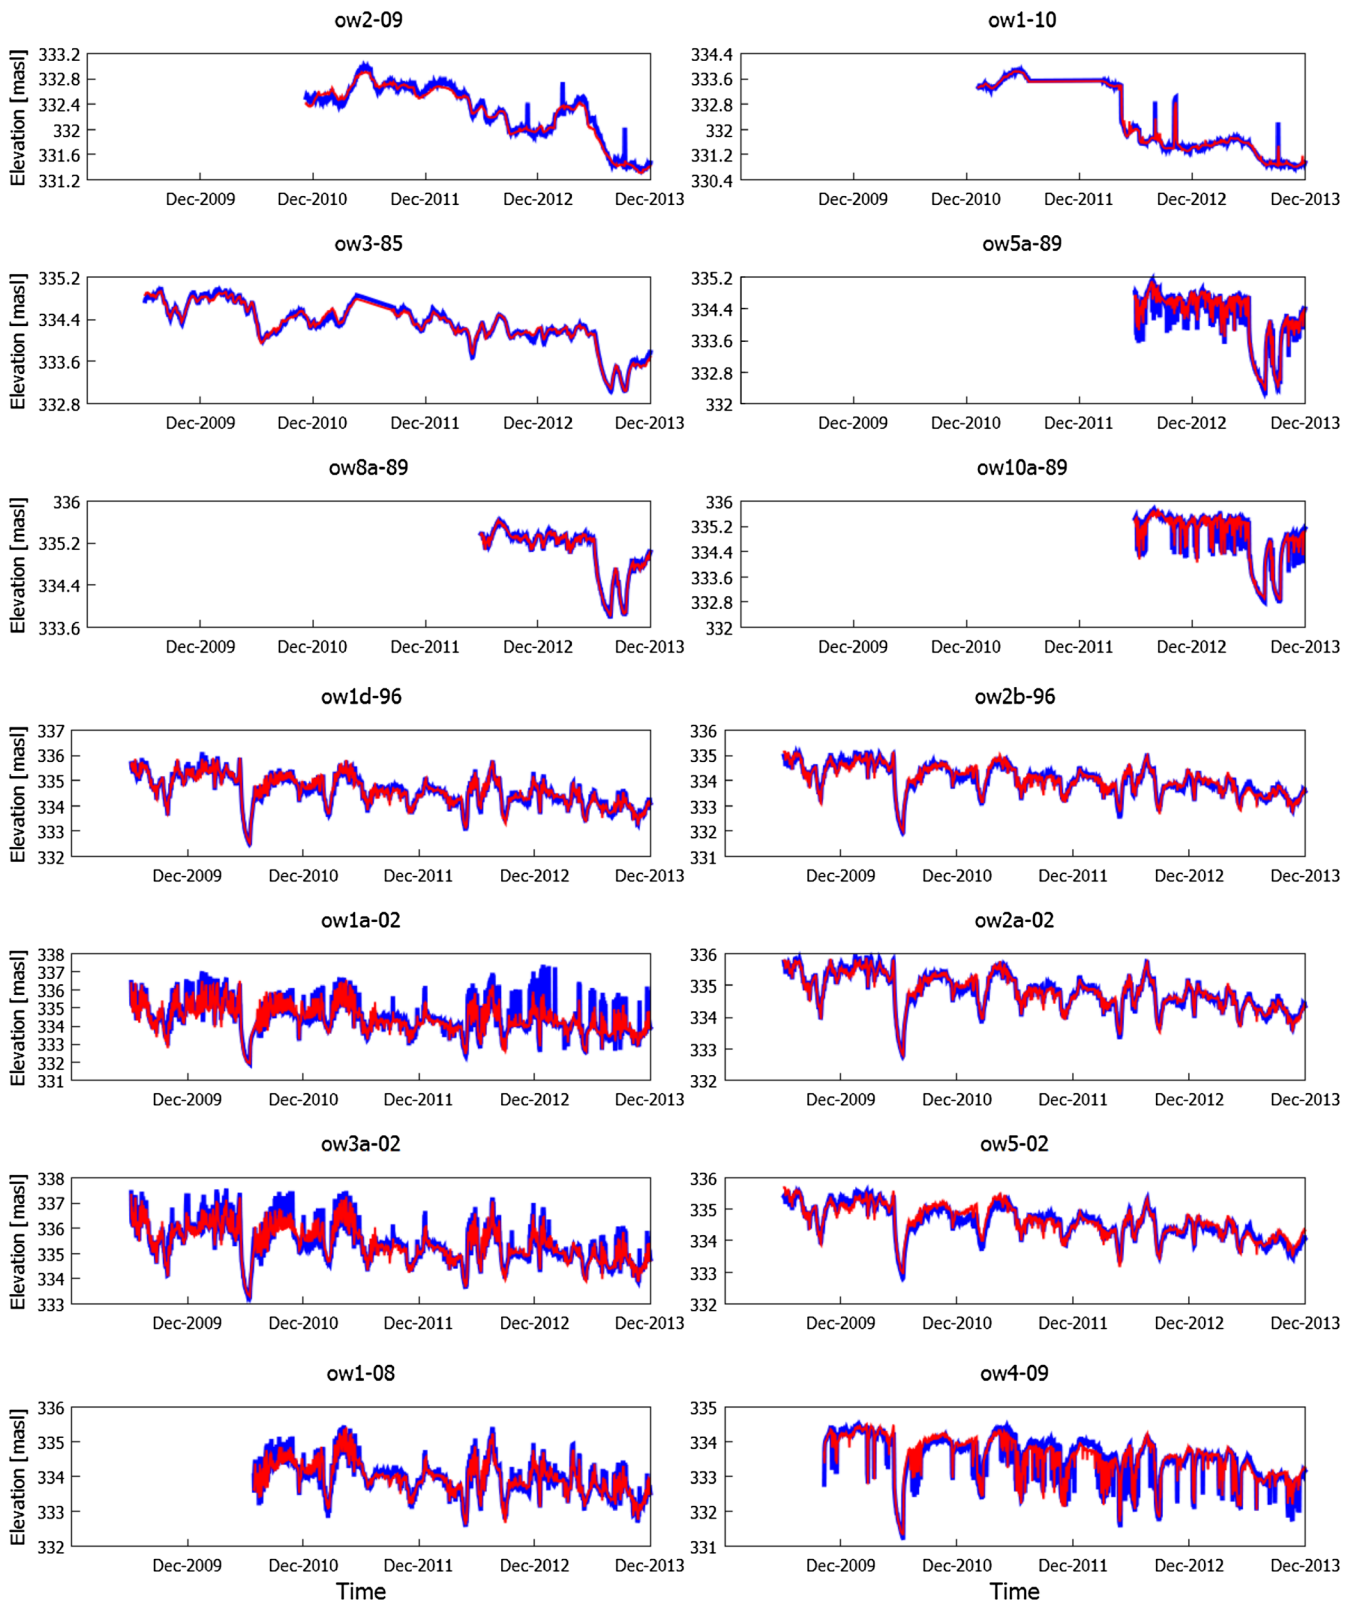 ow2-09 ow1-10
Elevation [masl]
333.2 334.4
332.8 333.6
332.4 332.8
332 332
331.6 331.2
331.2 330.4
Dec-2009 Dec-2010 Dec-2011 Dec-2012 Dec-2013 Dec-2009 Dec-2010 Dec-2011 Dec-2012 Dec-2013
ow3-85 ow5a-89
Elevation [masl]
335.2 335.2
334.4 334.4
333.6 333.6
332.8 332.8
332
Dec-2009 Dec-2010 Dec-2011 Dec-2012 Dec-2013 Dec-2009 Dec-2010 Dec-2011 Dec-2012 Dec-2013
ow8a-89 ow10a-89
Elevation [masl]
336 336
335.2 335.2
334.4 334.4
333.6 333.6
332.8
332
Dec-2009 Dec-2010 Dec-2011 Dec-2012 Dec-2013 Dec-2009 Dec-2010 Dec-2011 Dec-2012 Dec-2013
ow1d-96 ow2b-96
Elevation [masl]
337 336
336 335
335 334
334 333
333 332
332 331
Dec-2009 Dec-2010 Dec-2011 Dec-2012 Dec-2013 Dec-2009 Dec-2010 Dec-2011 Dec-2012 Dec-2013
ow1a-02 ow2a-02
Elevation [masl]
338 336
337 335
336 334
335 333
334 332
333
332
331
Dec-2009 Dec-2010 Dec-2011 Dec-2012 Dec-2013 Dec-2009 Dec-2010 Dec-2011 Dec-2012 Dec-2013
ow3a-02 ow5-02
Elevation [masl]
338 336
337 335
336 334
335 333
334 332
333
Dec-2009 Dec-2010 Dec-2011 Dec-2012 Dec-2013 Dec-2009 Dec-2010 Dec-2011 Dec-2012 Dec-2013
ow1-08 ow4-09
Elevation [masl]
336 335
335 334
334 333
333 332
332 331
Dec-2009 Dec-2010 Dec-2011 Dec-2012 Dec-2013 Dec-2009 Dec-2010 Dec-2011 Dec-2012 Dec-2013
Time Time